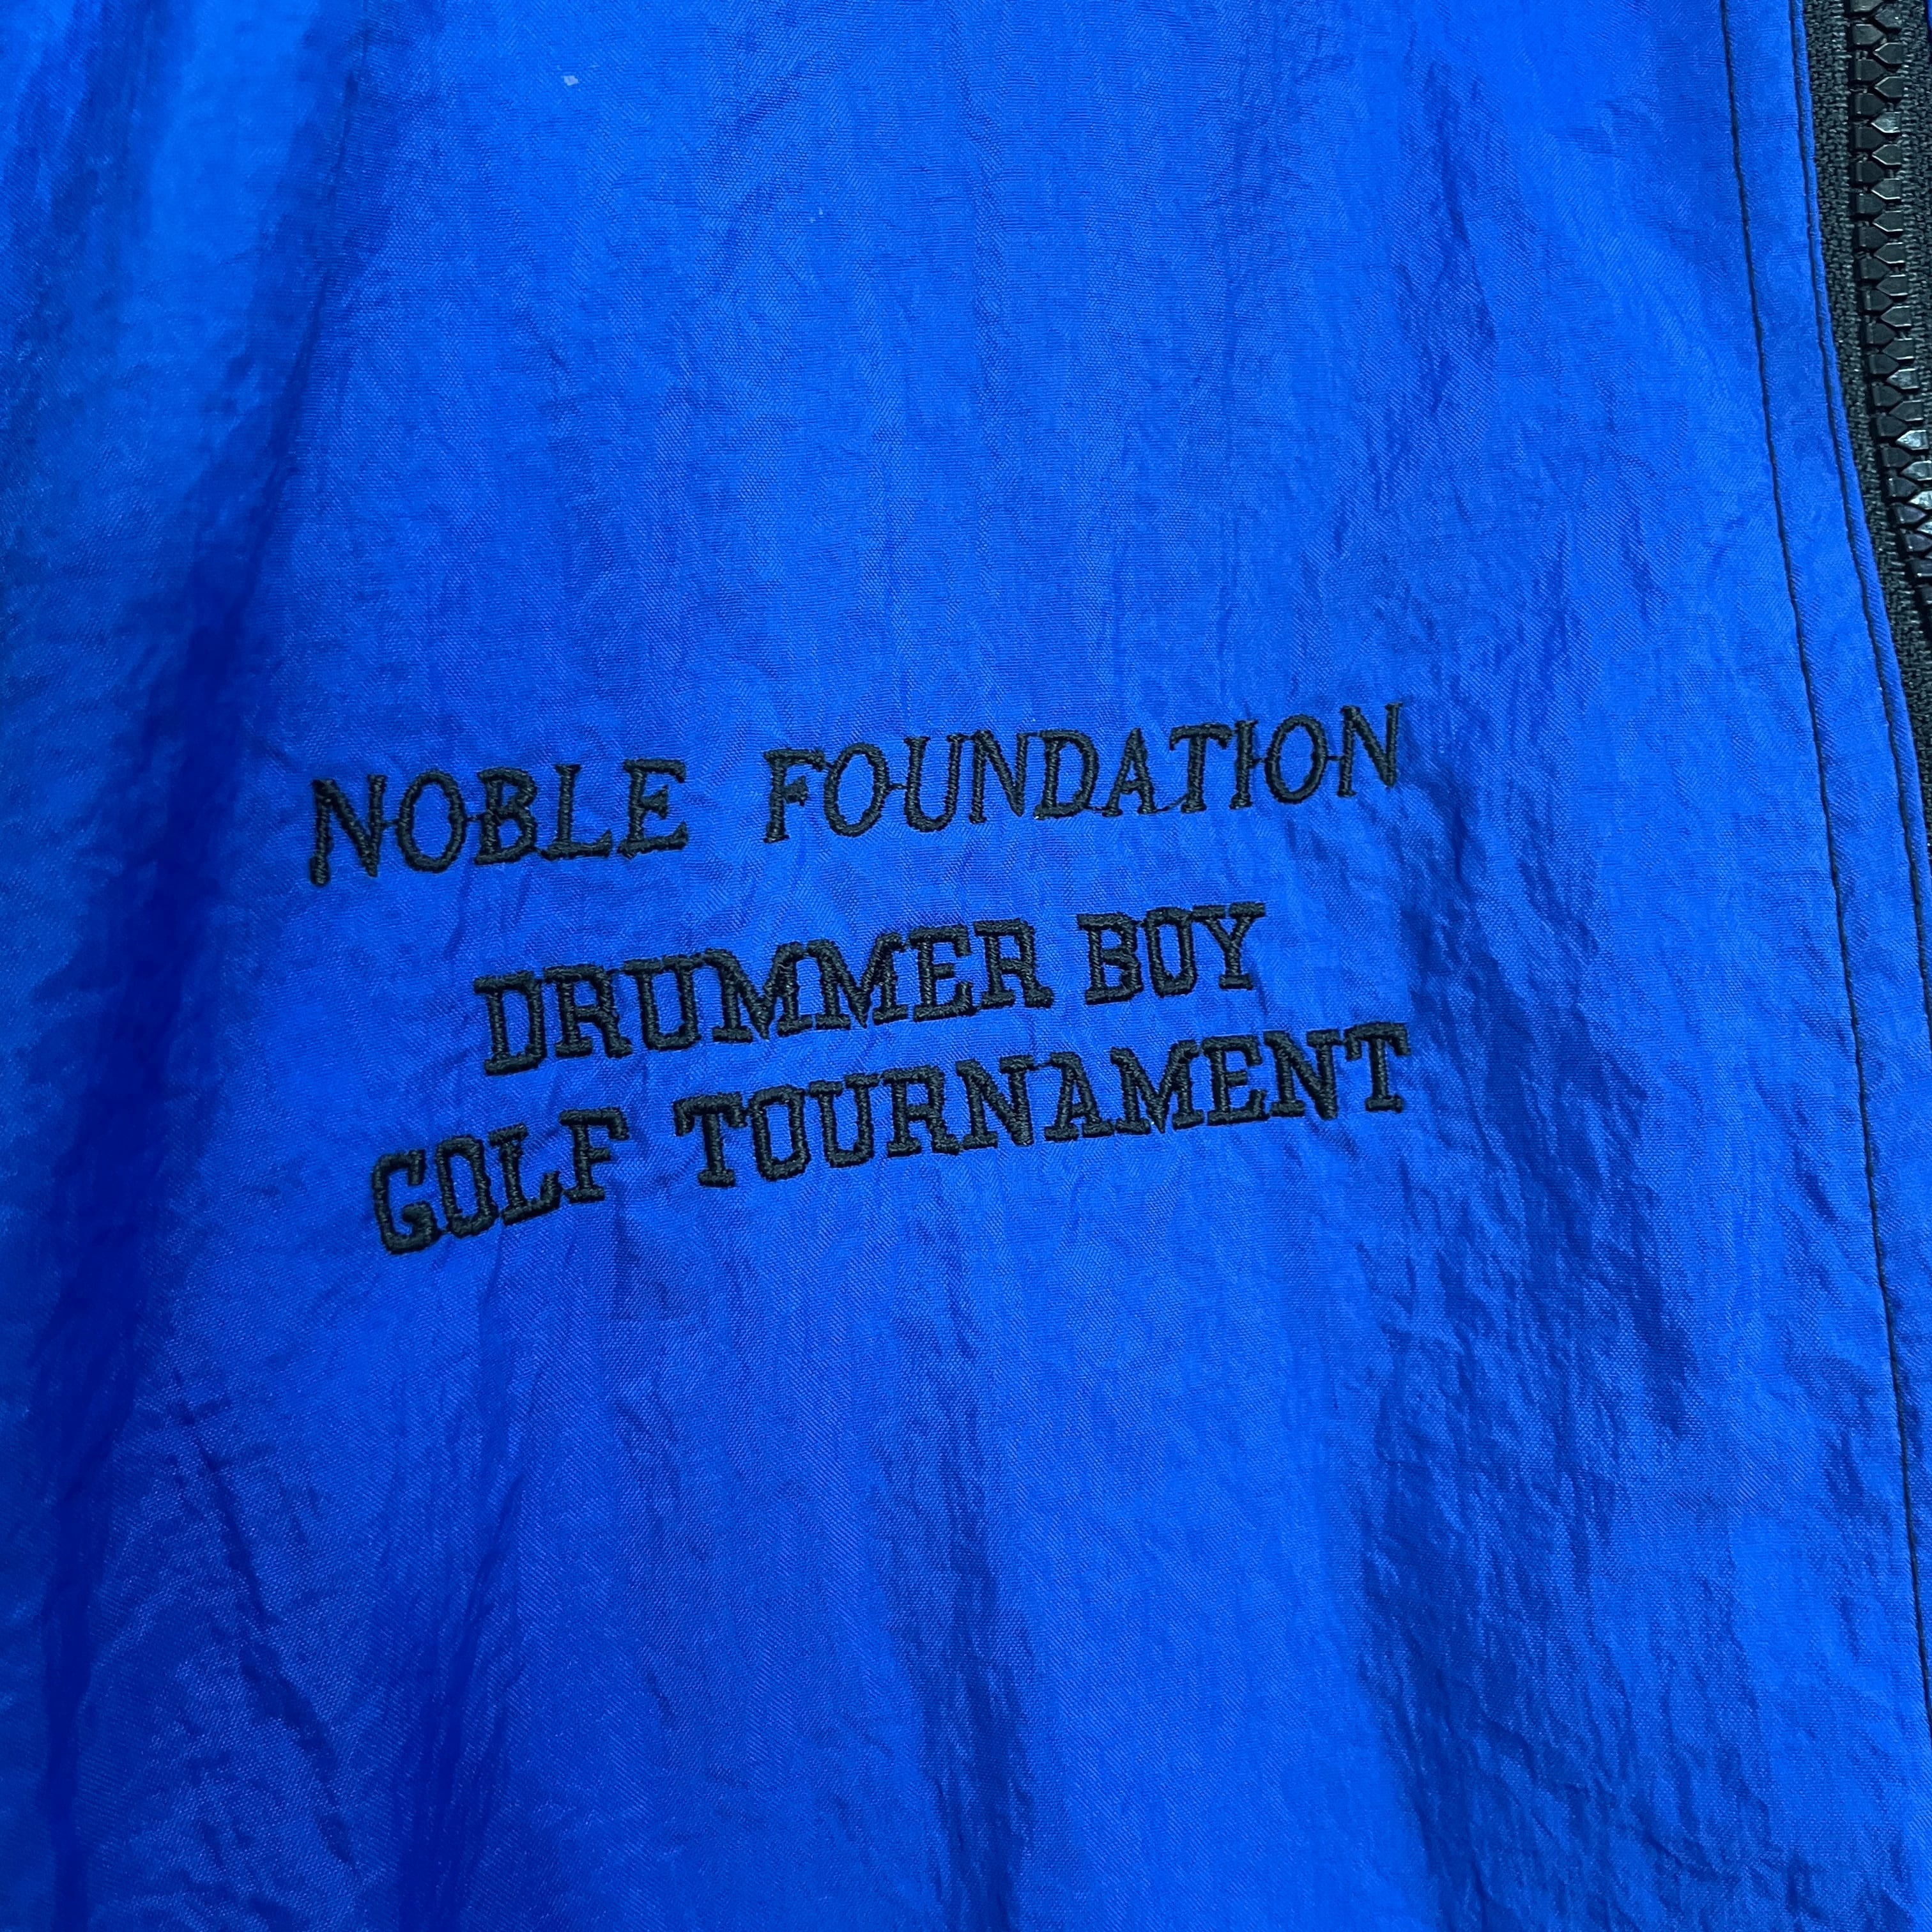 NOBLE FOUNDATION
DRUMMER BOY
GOLF TOURNAMENT